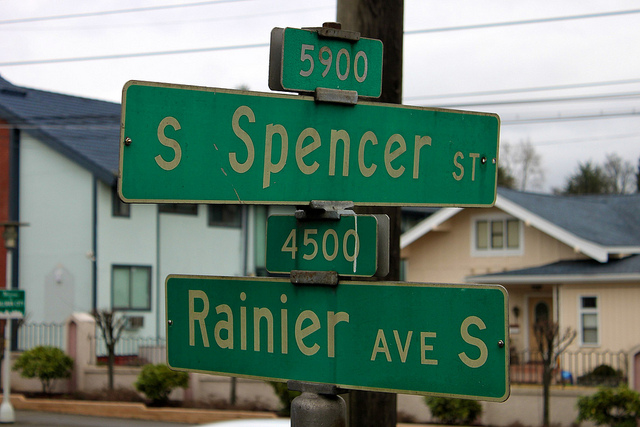 5900
S Spencer ST
4500
Rainier AVE S